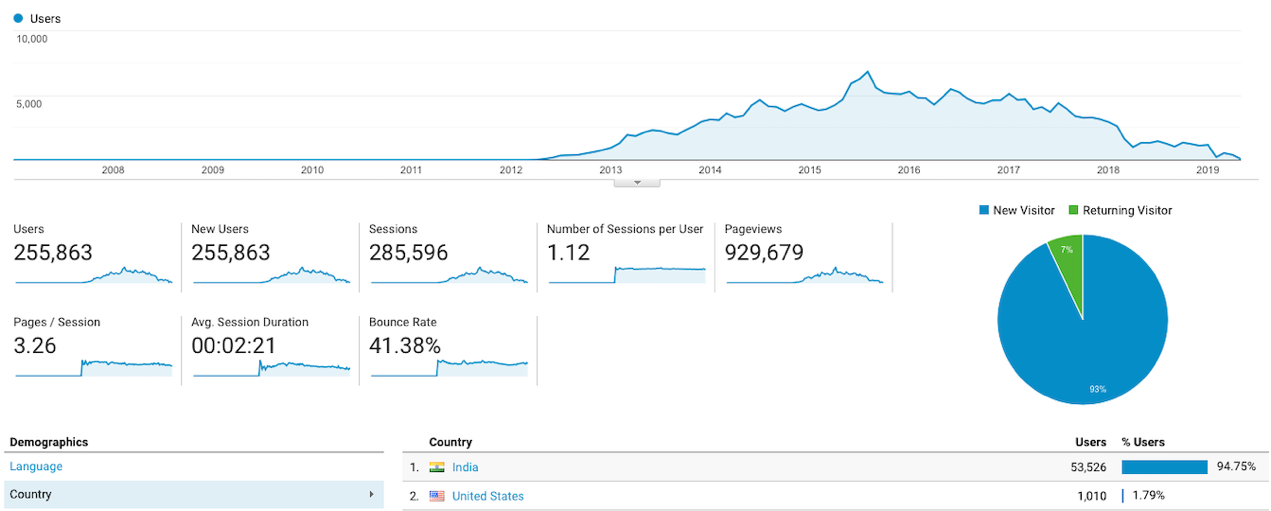 Users
10,000
5,000
2008 2009 2010 2011 2012 2013 2014 2015 2016 2017 2018 2019
New Visitor Returning Visitor
Users New Users Sessions Number of Sessions per User Pageviews
255,863 255,863 285,596 1.12 929,679
7%
Pages / Session Avg. Session Duration Bounce Rate
3.26 00:02:21 41.38%
93%
Demographics Country Users % Users
Language 1. India 53,526 94.75%
Country 2. United States 1,010 1.79%